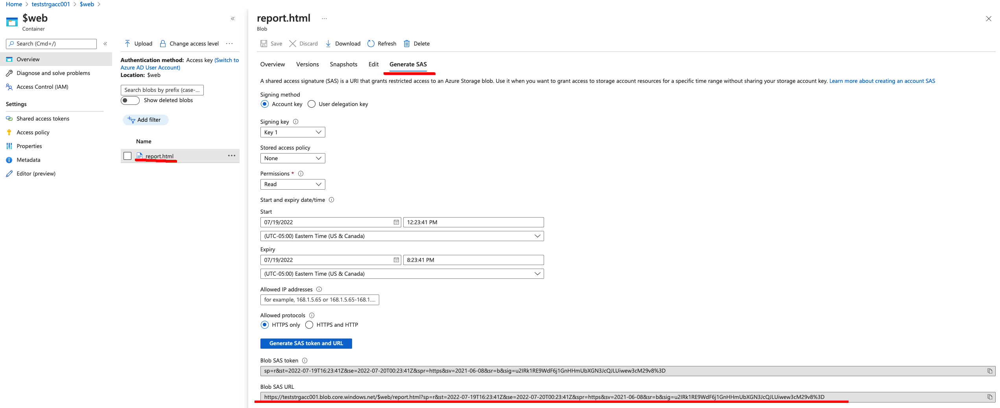 Home > teststrgacc001 > $web >
$web
Container
Search (Cmd+/)
Overview
Diagnose and solve problems
Access Control (IAM)
Settings
Shared access tokens
Access policy
Properties
Metadata
Editor (preview)
Upload Change access level ...
Authentication method: Access key (Switch to
Azure AD User Account)
Location: $web
Search blobs by prefix (case-...
Show deleted blobs
Add filter
Name
report.html
report.html ...
Blob
Save Discard Download Refresh Delete
Overview Versions Snapshots Edit Generate SAS
A shared access signature (SAS) is a URI that grants restricted access to an Azure Storage blob. Use it when you want to grant access to storage account resources for a specific time range without sharing your storage account key. Learn more about creating an account SAS
Signing method
Account key User delegation key
Signing key
Key 1
Stored access policy
None
Permissions *
Read
Start and expiry date/time
Start
07/19/2022 12:23:41 PM
(UTC-05:00) Eastern Time (US & Canada)
Expiry
07/19/2022 8:23:41 PM
(UTC-05:00) Eastern Time (US & Canada)
Allowed IP addresses
for example, 168.1.5.65 or 168.1.5.65-168.1....
Allowed protocols
HTTPS only HTTPS and HTTP
Generate SAS token and URL
Blob SAS token
sp=r&st=2022-07-19T16:23:41Z&se=2022-07-20T00:23:41Z&spr=https&sv=2021-06-08&sr=b&sig=u2IRk1RE9WdF6j1GnHHmUbXGN3JcQJLUiwew3cM29v8%3D
Blob SAS URL
https://teststrgacc001.blob.core.windows.net/$web/report.html?sp=r&st=2022-07-19T16:23:41Z&se=2022-07-20T00:23:41Z&spr=https&sv=2021-06-08&sr=b&sig=u2IRk1RE9WdF6j1GnHHmUbXGN3JcQJLUiwew3cM29v8%3D